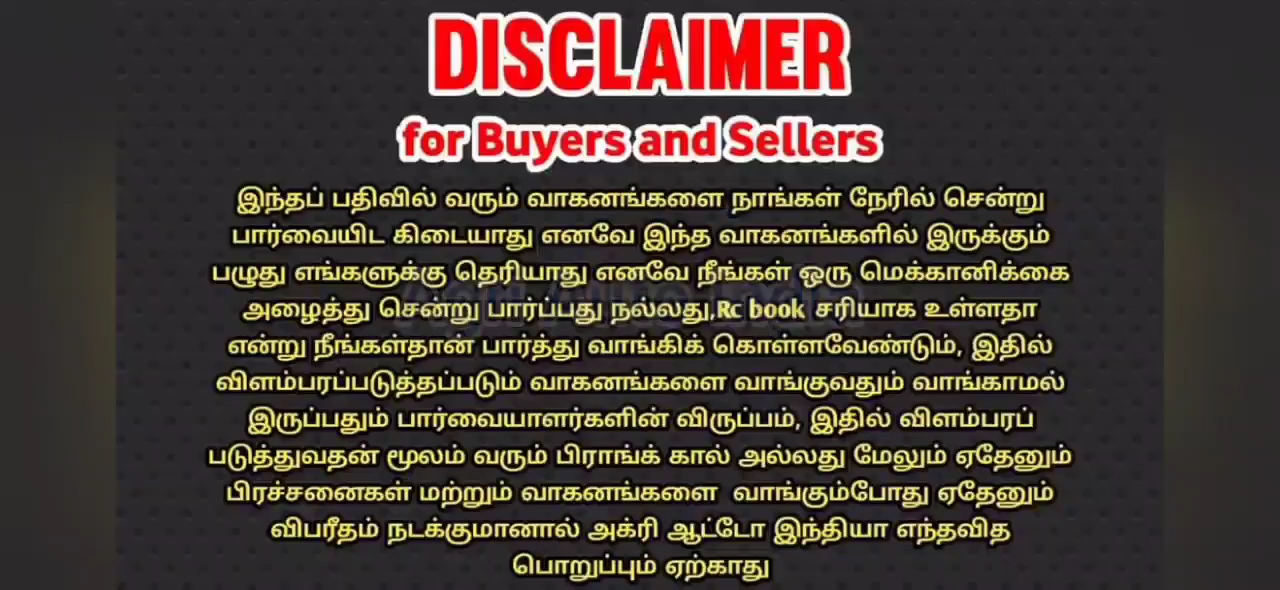 DISCLAIMER
for Buyers and Sellers
இந்தப் பதிவில் வரும் வாகனங்களை நாங்கள் நேரில் சென்று
பார்வையிட கிடையாது எனவே இந்த வாகனங்களில் இருக்கும்
பழுது எங்களுக்கு தெரியாது எனவே நீங்கள் ஒரு மெக்கானிக்கை
அழைத்து சென்று பார்ப்பது நல்லது,Rc book சரியாக உள்ளதா
என்று நீங்கள்தான் பார்த்து வாங்கிக் கொள்ளவேண்டும், இதில்
விளம்பரப்படுத்தப்படும் வாகனங்களை வாங்குவதும் வாங்காமல்
இருப்பதும் பார்வையாளர்களின் விருப்பம், இதில் விளம்பரப்
படுத்துவதன் மூலம் வரும் பிராங்க் கால் அல்லது மேலும் ஏதேனும்
பிரச்சனைகள் மற்றும் வாகனங்களை வாங்கும்போது ஏதேனும்
விபரீதம் நடக்குமானால் அக்ரி ஆட்டோ இந்தியா எந்தவித
பொறுப்பும் ஏற்காது